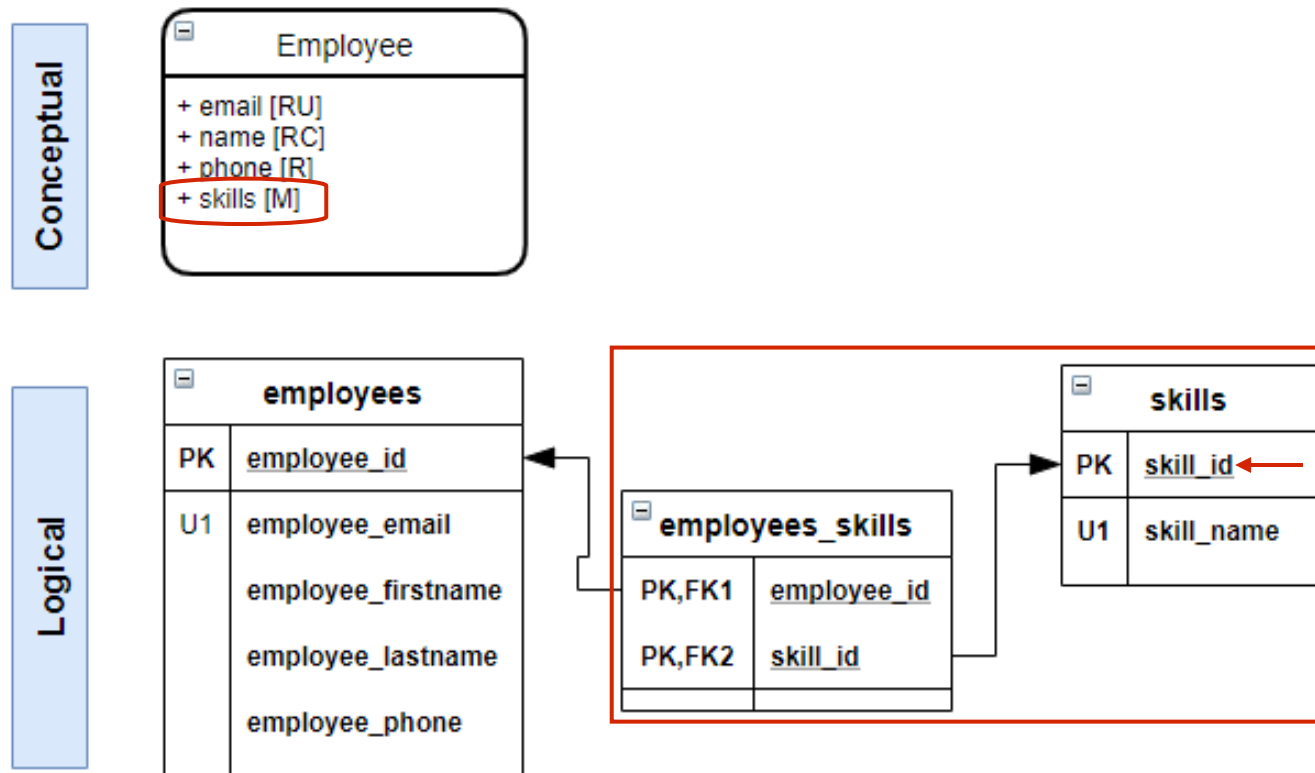 Conceptual
Employee
+ email [RU]
+ name [RC]
+ phone [R]
+ skills [M]
Logical
employees
PK employee_id
U1 employee_email
employee_firstname
employee_lastname
employee_phone
employees_skills
PK,FK1 employee_id
PK,FK2 skill_id
skills
PK skill_id
U1 skill_name